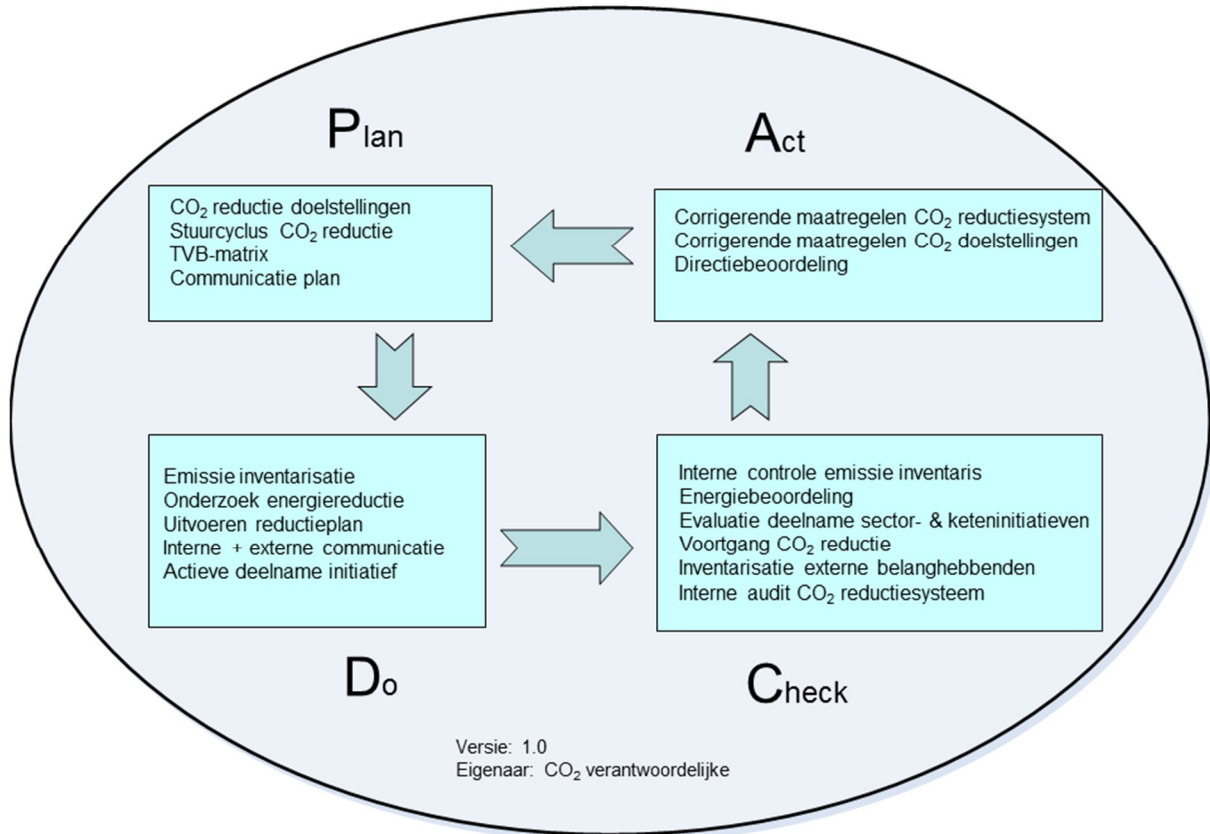 Plan
CO₂ reductie doelstellingen
Stuurcyclus CO₂ reductie
TVB-matrix
Communicatie plan
Act
Corrigerende maatregelen CO₂ reductiesystem
Corrigerende maatregelen CO₂ doelstellingen
Directiebeoordeling
Emissie inventarisatie
Onderzoek energiereductie
Uitvoeren reductieplan
Interne + externe communicatie
Actieve deelname initiatief
Do
Interne controle emissie inventaris
Energiebeoordeling
Evaluatie deelname sector- & keteninitiatieven
Voortgang CO₂ reductie
Inventarisatie externe belanghebbenden
Interne audit CO₂ reductiesysteem
Check
Versie: 1.0
Eigenaar: CO₂ verantwoordelijke